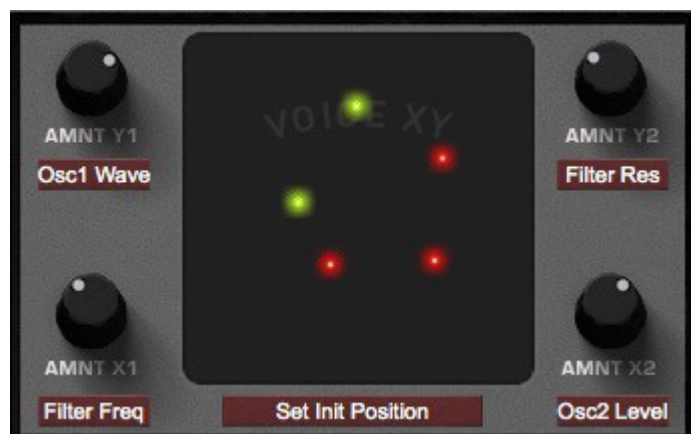 VOICE XY
AMNT Y1
Osc1 Wave
AMNT Y2
Filter Res
AMNT X1
Filter Freq
Set Init Position
AMNT X2
Osc2 Level